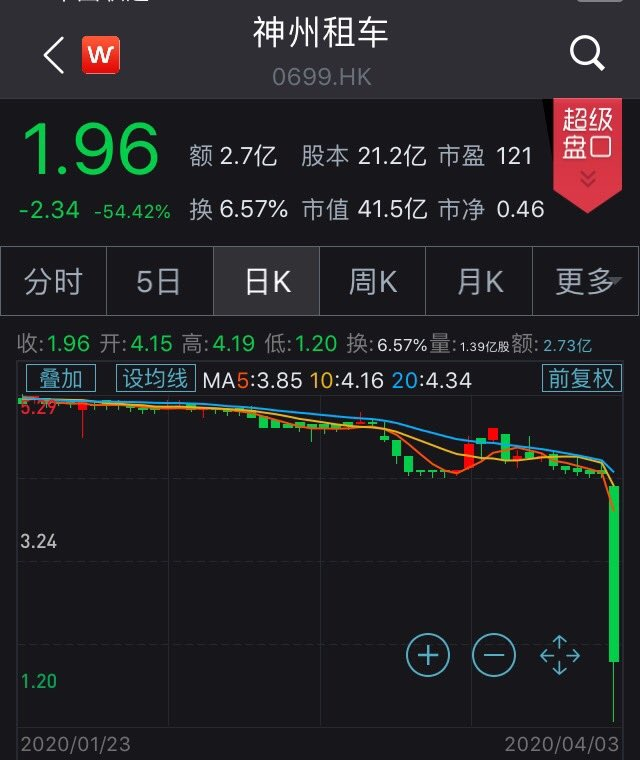 神州租车
W
0699.HK
1.96
额 2.7亿 股本 21.2亿 市盈 121
超级
盘口
-2.34 -54.42% 换 6.57% 市值 41.5亿 市净 0.46
分时 5日 日K 周K 月K 更多
收:1.96 开:4.15 高:4.19 低:1.20 换:6.57%量:1.39亿股额:2.73亿
叠加 设均线 MA5:3.85 10:4.16 20:4.34 前复权
5.29
3.24
1.20
2020/01/23 2020/04/03